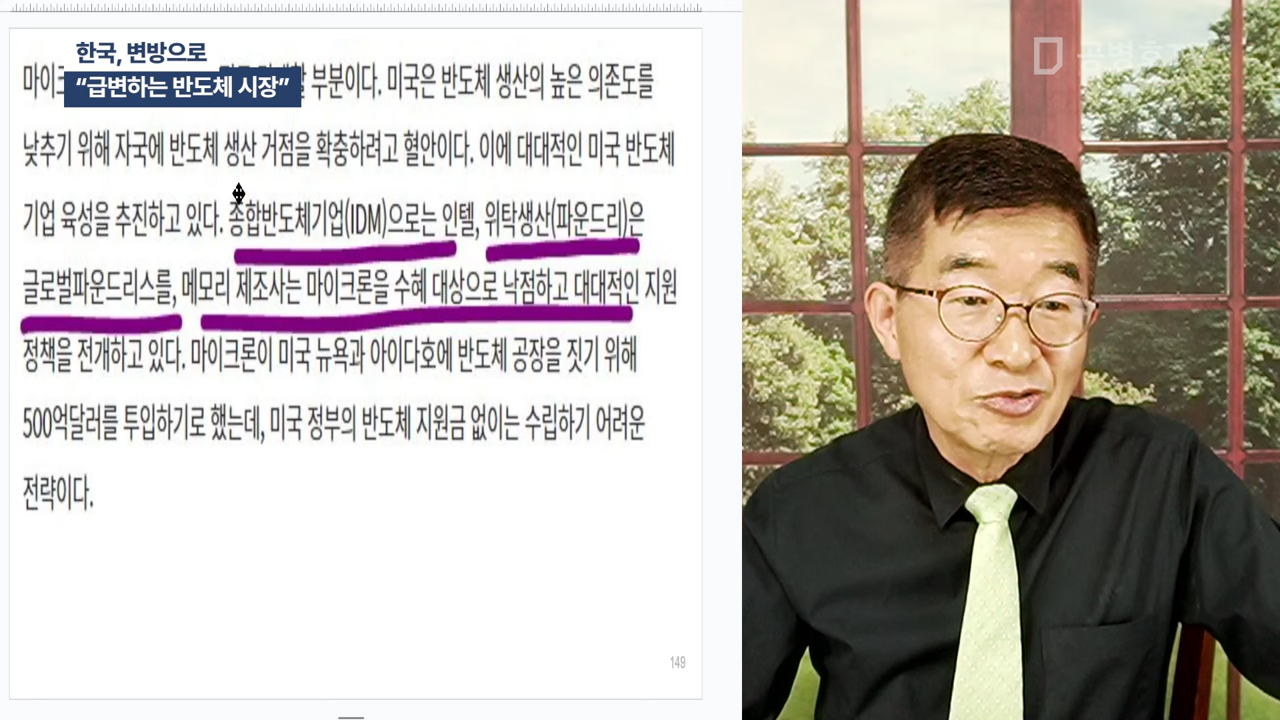 한국, 변방으로
“급변하는 반도체 시장”
마이크 부분이다. 미국은 반도체 생산의 높은 의존도를
낮추기 위해 자국에 반도체 생산 거점을 확충하려고 혈안이다. 이에 대대적인 미국 반도체
기업 육성을 추진하고 있다. 종합반도체기업(IDM)으로는 인텔, 위탁생산(파운드리)은
글로벌파운드리스를, 메모리 제조사는 마이크론을 수혜 대상으로 낙점하고 대대적인 지원
정책을 전개하고 있다. 마이크론이 미국 뉴욕과 아이다호에 반도체 공장을 짓기 위해
500억달러를 투입하기로 했는데, 미국 정부의 반도체 지원금 없이는 수립하기 어려운
전략이다.
149
공병호